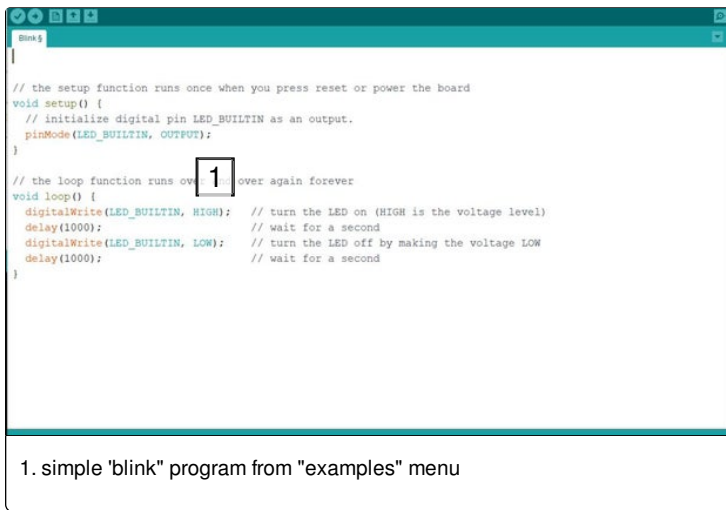 Blink §
// the setup function runs once when you press reset or power the board
void setup() {
  // initialize digital pin LED_BUILTIN as an output.
  pinMode(LED_BUILTIN, OUTPUT);
}
// the loop function runs ov 1 over again forever
void loop() {
  digitalWrite(LED_BUILTIN, HIGH);   // turn the LED on (HIGH is the voltage level)
  delay(1000);                       // wait for a second
  digitalWrite(LED_BUILTIN, LOW);    // turn the LED off by making the voltage LOW
  delay(1000);                       // wait for a second
}
1. simple 'blink" program from "examples" menu